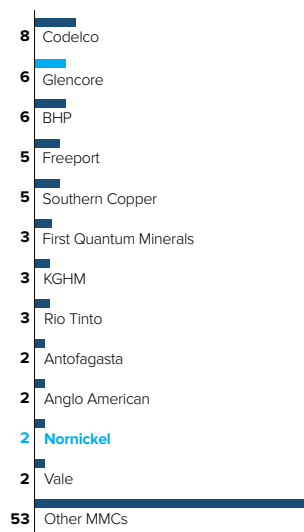 8 Codelco
6 Glencore
6 BHP
5 Freeport
5 Southern Copper
3 First Quantum Minerals
3 KGHM
3 Rio Tinto
2 Antofagasta
2 Anglo American
2 Nornickel
2 Vale
53 Other MMCs